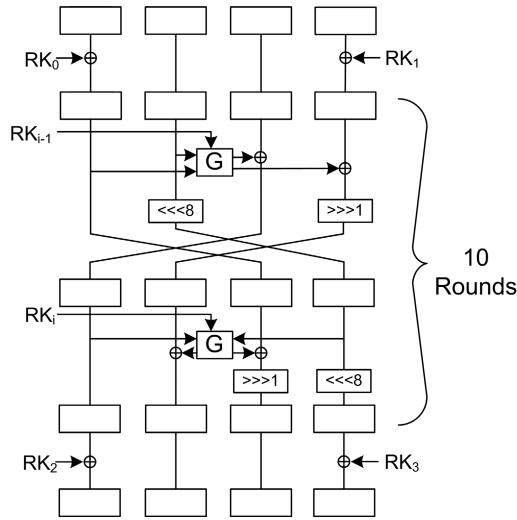 RK₀
RK₁
RKᵢ₋₁
G
<<<8
>>>1
10
Rounds
RKᵢ
G
>>>1
<<<8
RK₂
RK₃